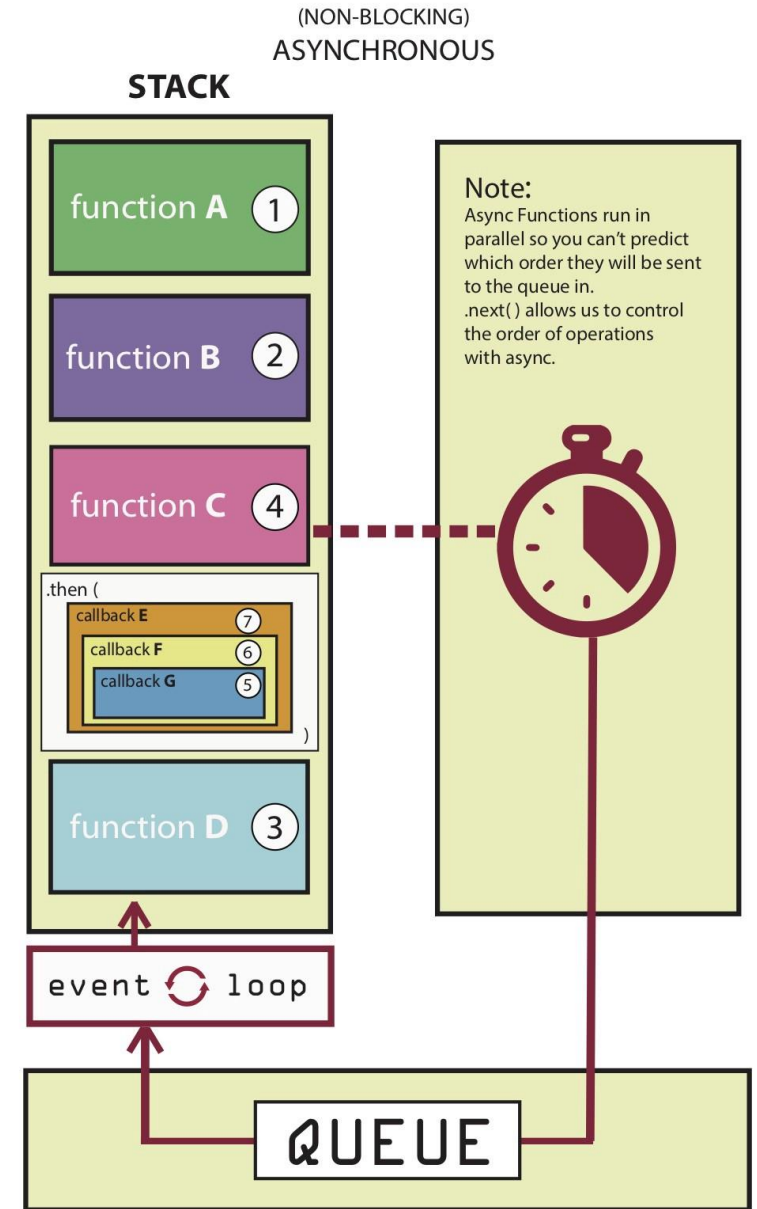 (NON-BLOCKING)
ASYNCHRONOUS
STACK
function A 1
function B 2
function C 4
.then (
callback E 7
callback F 6
callback G 5
)
function D 3
event loop
Note:
Async Functions run in
parallel so you can't predict
which order they will be sent
to the queue in.
.next( ) allows us to control
the order of operations
with async.
QUEUE